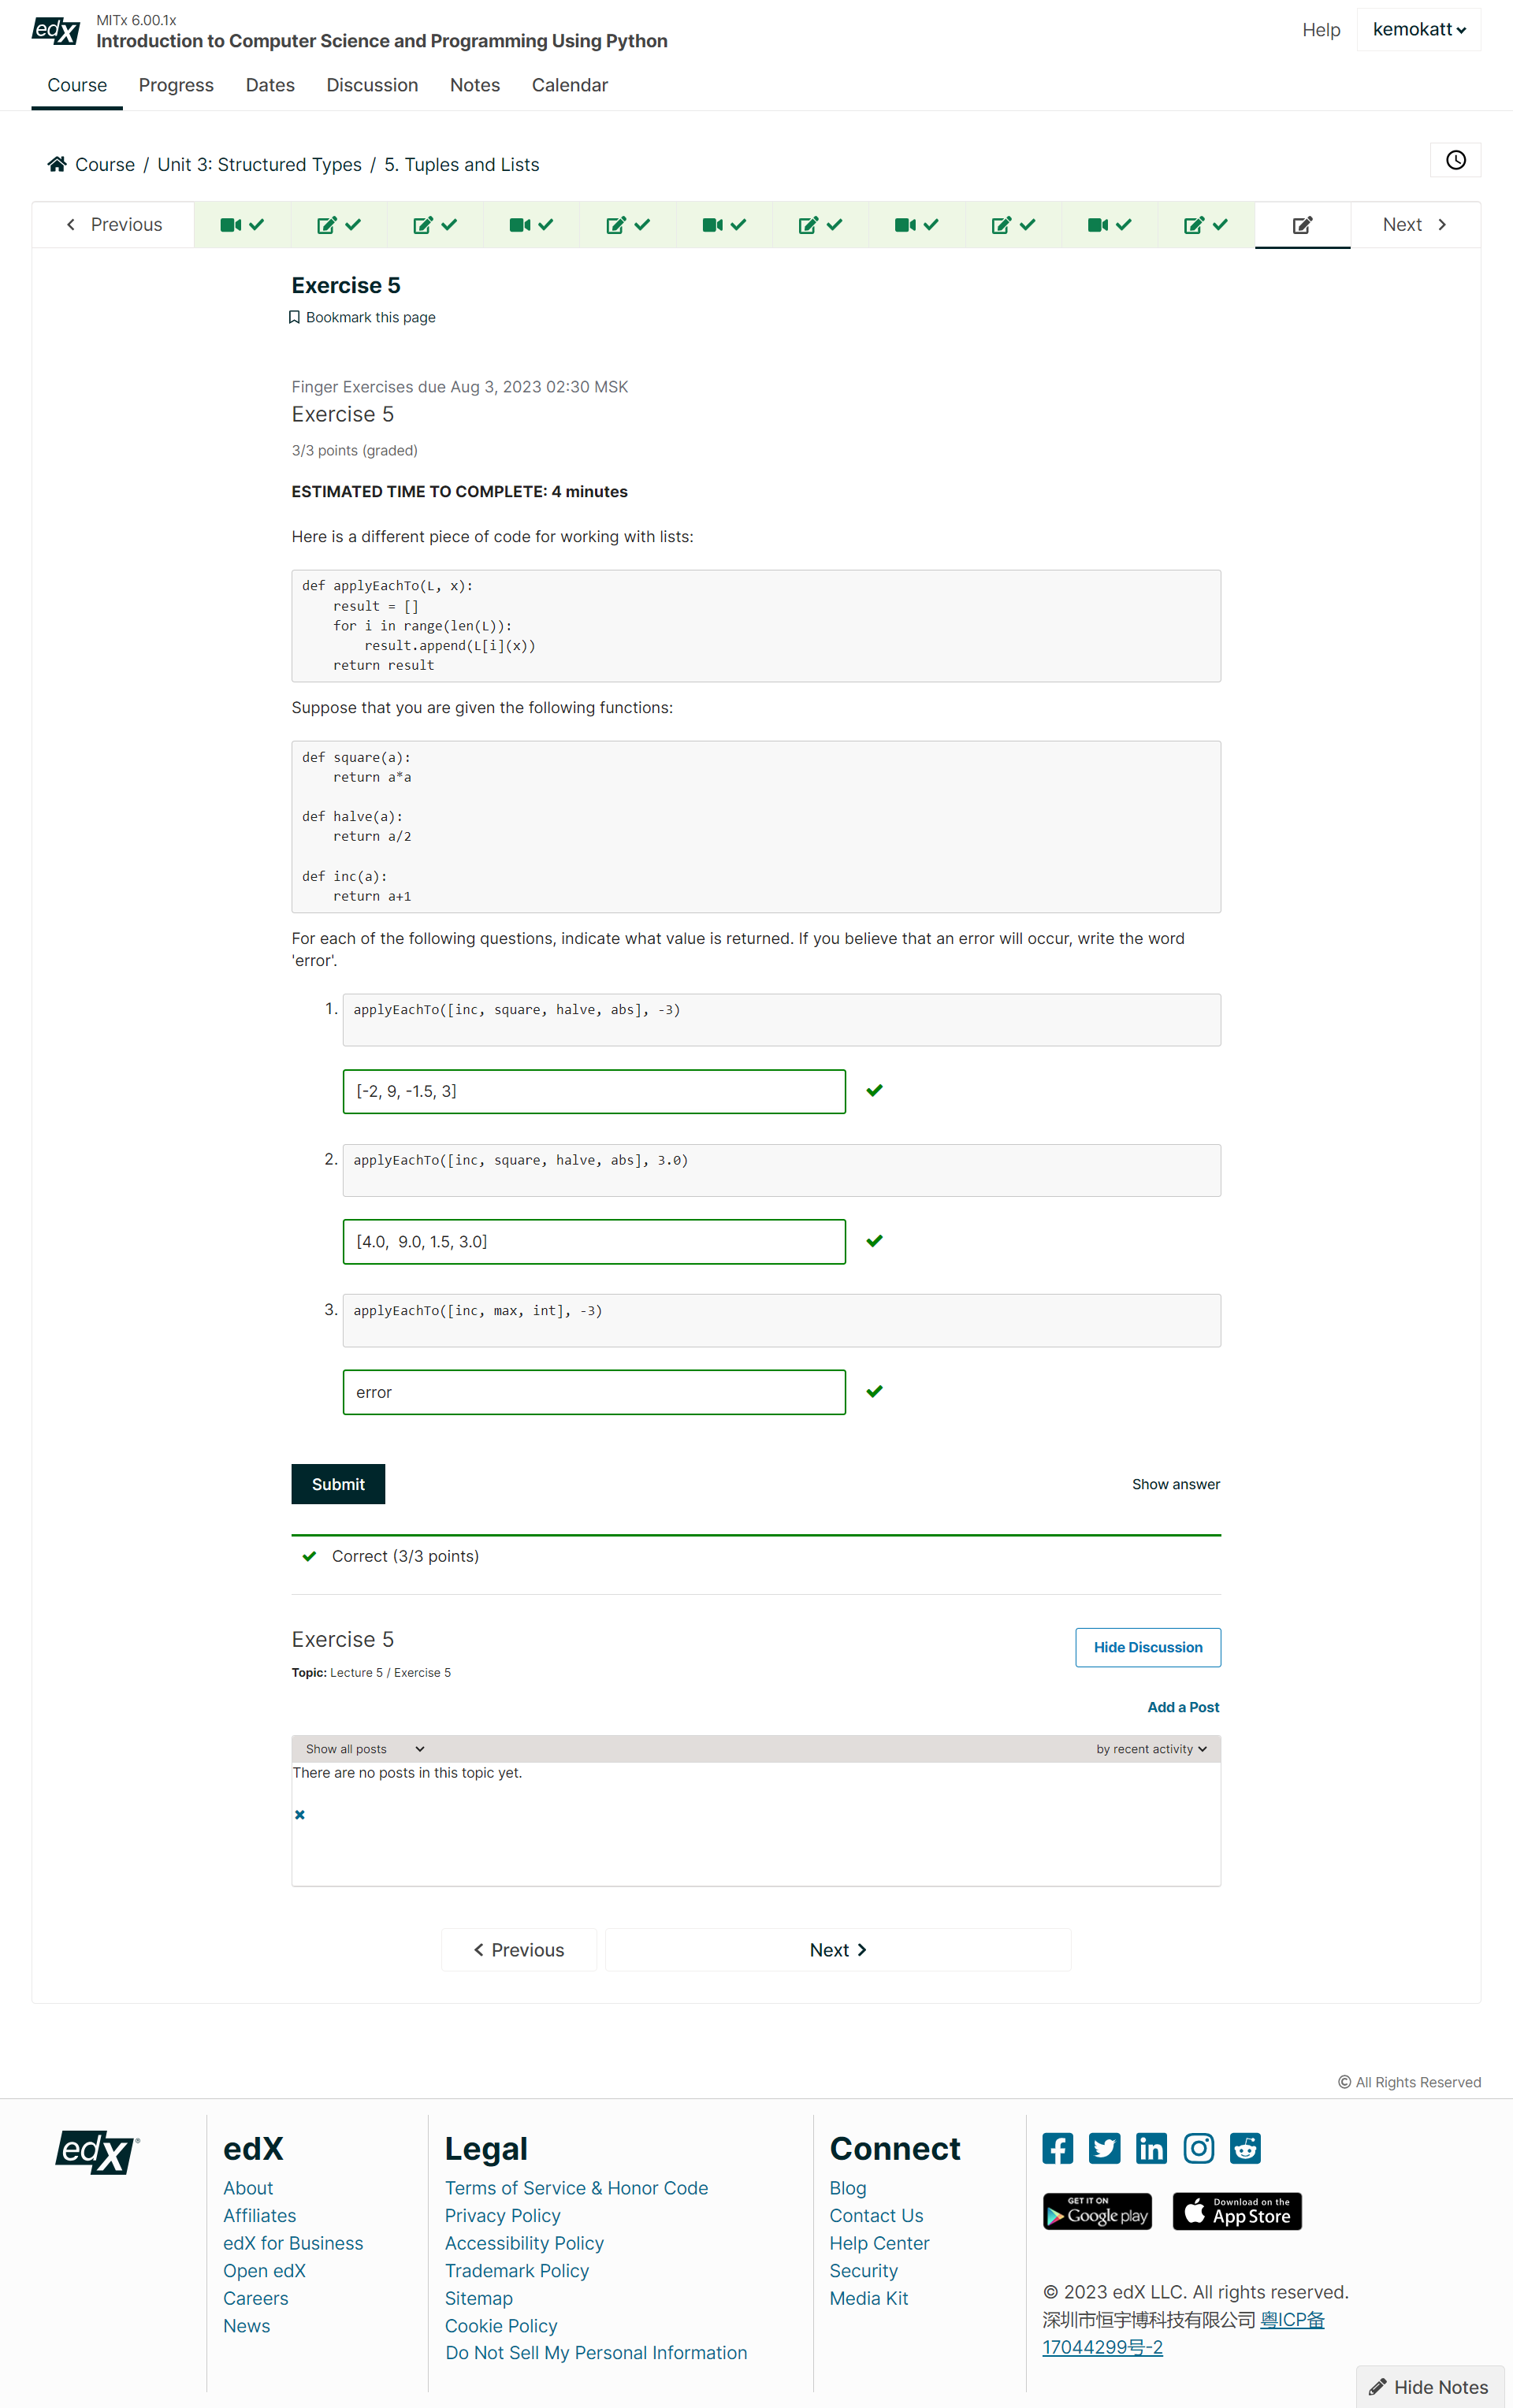 edX
MITx 6.00.1x
Introduction to Computer Science and Programming Using Python
Help
kemokatt
Course
Progress
Dates
Discussion
Notes
Calendar
Course / Unit 3: Structured Types / 5. Tuples and Lists
Previous
Next
Exercise 5
Bookmark this page
Finger Exercises due Aug 3, 2023 02:30 MSK
Exercise 5
3/3 points (graded)
ESTIMATED TIME TO COMPLETE: 4 minutes
Here is a different piece of code for working with lists:
def applyEachTo(L, x):
    result = []
    for i in range(len(L)):
        result.append(L[i](x))
    return result
Suppose that you are given the following functions:
def square(a):
    return a*a
def halve(a):
    return a/2
def inc(a):
    return a+1
For each of the following questions, indicate what value is returned. If you believe that an error will occur, write the word
'error'.
1. applyEachTo([inc, square, halve, abs], -3)
[-2, 9, -1.5, 3]
2. applyEachTo([inc, square, halve, abs], 3.0)
[4.0,  9.0, 1.5, 3.0]
3. applyEachTo([inc, max, int], -3)
error
Submit
Show answer
Correct (3/3 points)
Exercise 5
Hide Discussion
Topic: Lecture 5 / Exercise 5
Add a Post
Show all posts
by recent activity
There are no posts in this topic yet.
Previous
Next
© All Rights Reserved
edX®
edX
About
Affiliates
edX for Business
Open edX
Careers
News
Legal
Terms of Service & Honor Code
Privacy Policy
Accessibility Policy
Trademark Policy
Sitemap
Cookie Policy
Do Not Sell My Personal Information
Connect
Blog
Contact Us
Help Center
Security
Media Kit
GET IT ON
Google play
Download on the
App Store
© 2023 edX LLC. All rights reserved.
深圳市恒宇博科技有限公司 粤ICP备
17044299号-2
Hide Notes